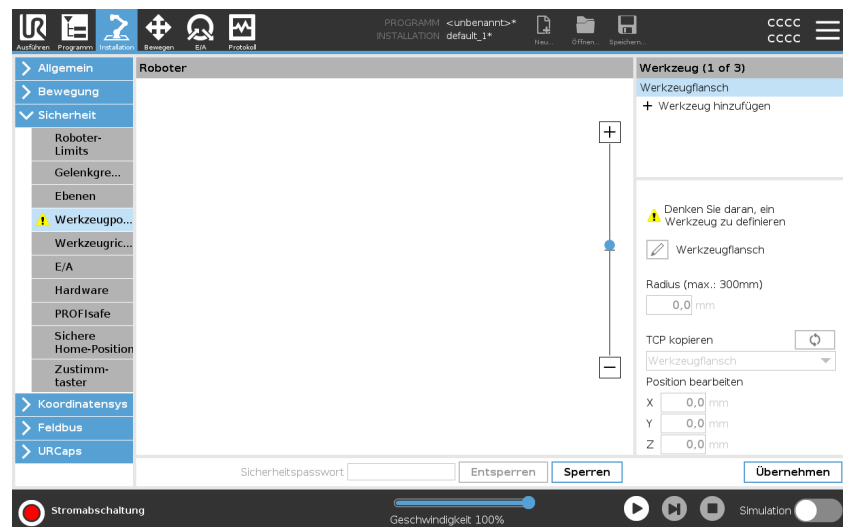 PROGRAMM <unbenannt>*
INSTALLATION default_1*
Ausführen Programm Installation Bewegen E/A Protokoll
Neu... Öffnen... Speichern...
CCCC
CCCC
Allgemein
Bewegung
Sicherheit
Roboter-
Limits
Gelenkgre...
Ebenen
Werkzeugpo...
Werkzeugric...
E/A
Hardware
PROFIsafe
Sichere
Home-Position
Zustimm-
taster
Koordinatensys
Feldbus
URCaps
Roboter
Werkzeug (1 of 3)
Werkzeugflansch
+ Werkzeug hinzufügen
Denken Sie daran, ein
Werkzeug zu definieren
Werkzeugflansch
Radius (max.: 300mm)
0,0 mm
TCP kopieren
Werkzeugflansch
Position bearbeiten
X 0,0 mm
Y 0,0 mm
Z 0,0 mm
Sicherheitspasswort Entsperren Sperren Übernehmen
Stromabschaltung
Geschwindigkeit 100%
Simulation